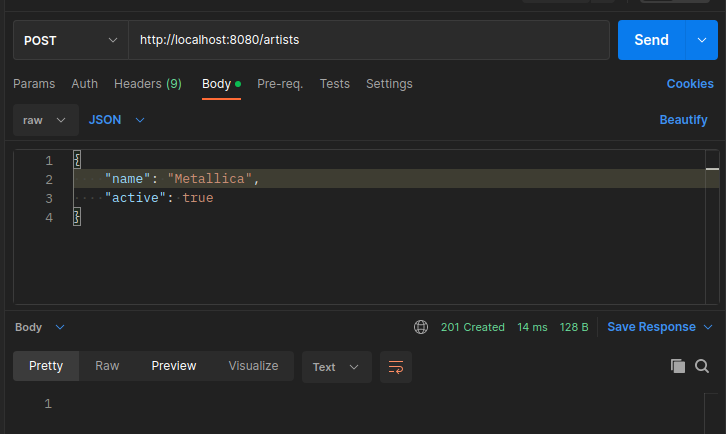 POST http://localhost:8080/artists Send
Params Auth Headers (9) Body Pre-req. Tests Settings Cookies
raw JSON Beautify
1 {
2 "name": "Metallica",
3 "active": true
4 }
Body 201 Created 14 ms 128 B Save Response
Pretty Raw Preview Visualize Text
1